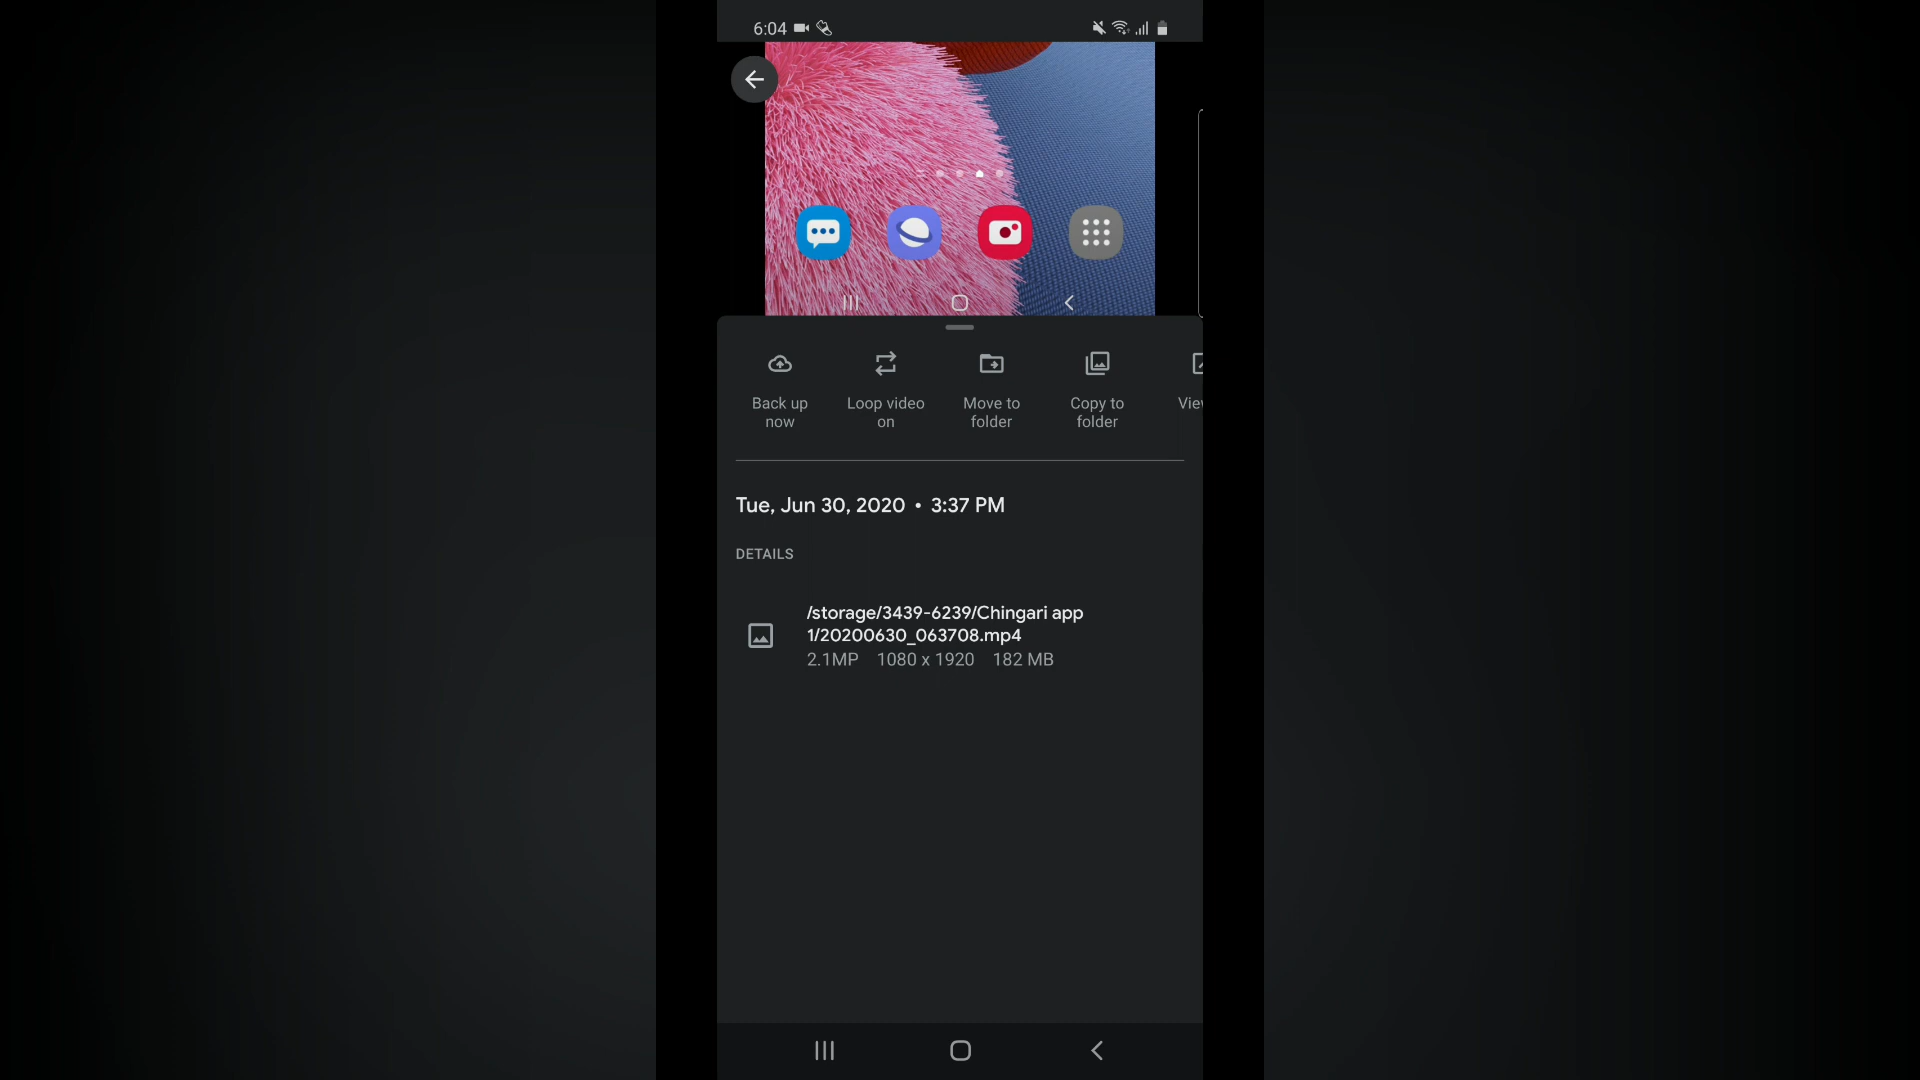 6:04
Back up
now
Loop video
on
Move to
folder
Copy to
folder
Tue, Jun 30, 2020 • 3:37 PM
DETAILS
/storage/3439-6239/Chingari app
1/20200630_063708.mp4
2.1MP 1080 x 1920 182 MB